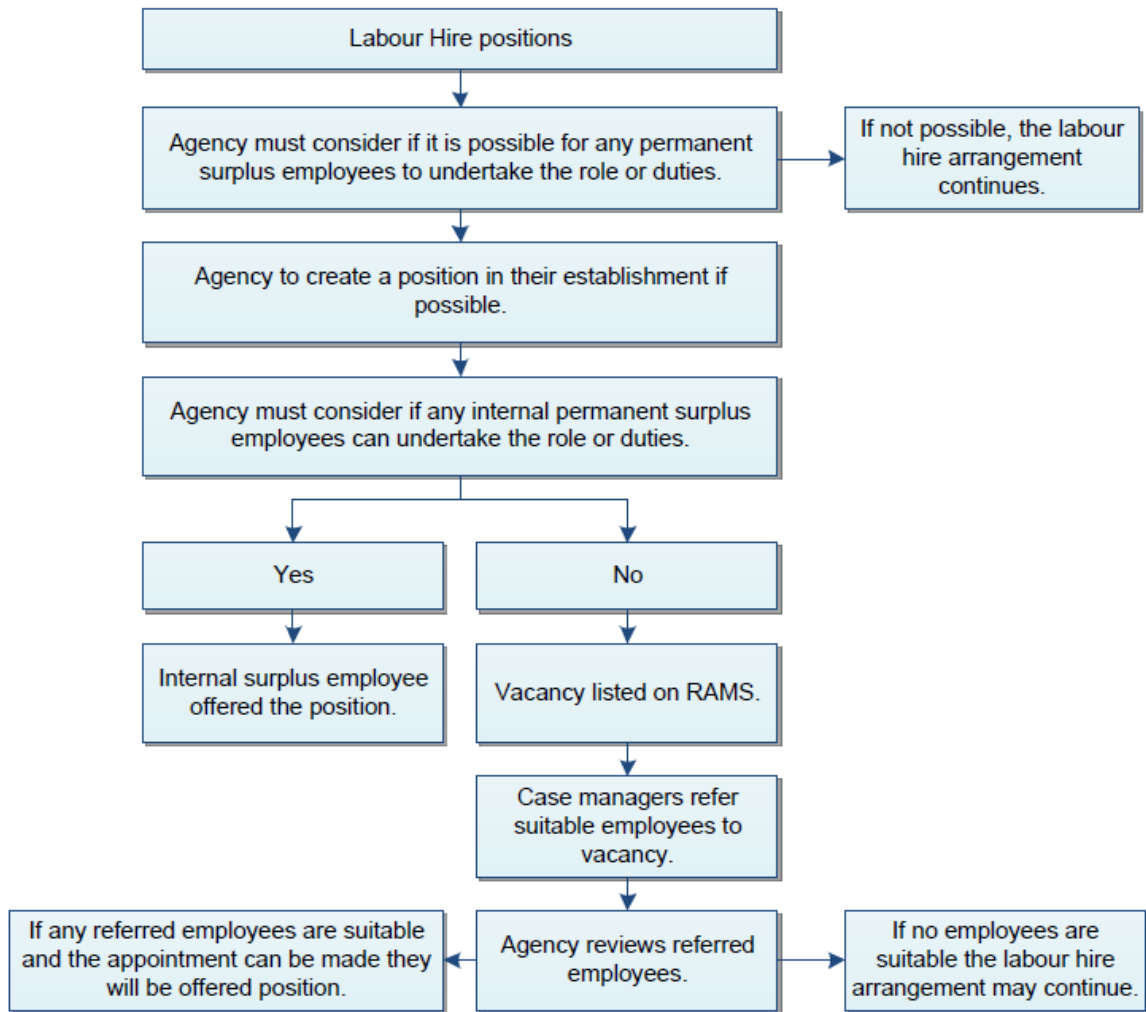 Labour Hire positions
Agency must consider if it is possible for any permanent
surplus employees to undertake the role or duties.
If not possible, the labour
hire arrangement
continues.
Agency to create a position in their establishment if
possible.
Agency must consider if any internal permanent surplus
employees can undertake the role or duties.
Yes
No
Internal surplus employee
offered the position.
Vacancy listed on RAMS.
Case managers refer
suitable employees to
vacancy.
If any referred employees are suitable
and the appointment can be made they
will be offered position.
Agency reviews referred
employees.
If no employees are
suitable the labour hire
arrangement may continue.